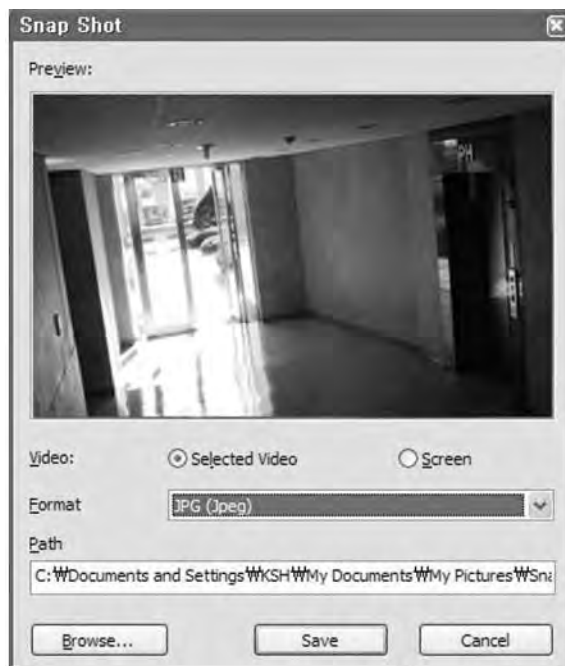 Snap Shot
Preview:
Video:
Selected Video
Screen
Format
JPG (Jpeg)
Path
C:₩Documents and Settings₩KSH₩My Documents₩My Pictures₩Sna
Browse...
Save
Cancel